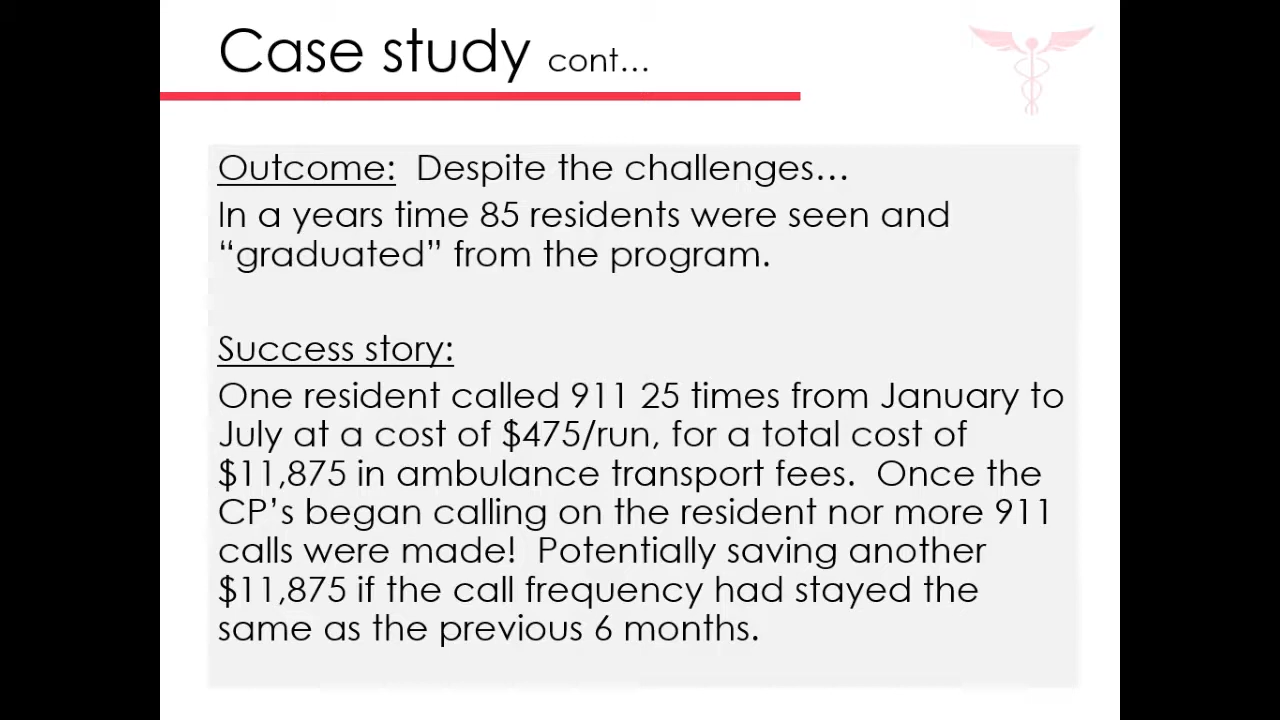 Case study cont...
Outcome:  Despite the challenges...
In a years time 85 residents were seen and
“graduated” from the program.
Success story:
One resident called 911 25 times from January to
July at a cost of $475/run, for a total cost of
$11,875 in ambulance transport fees.  Once the
CP’s began calling on the resident nor more 911
calls were made!  Potentially saving another
$11,875 if the call frequency had stayed the
same as the previous 6 months.